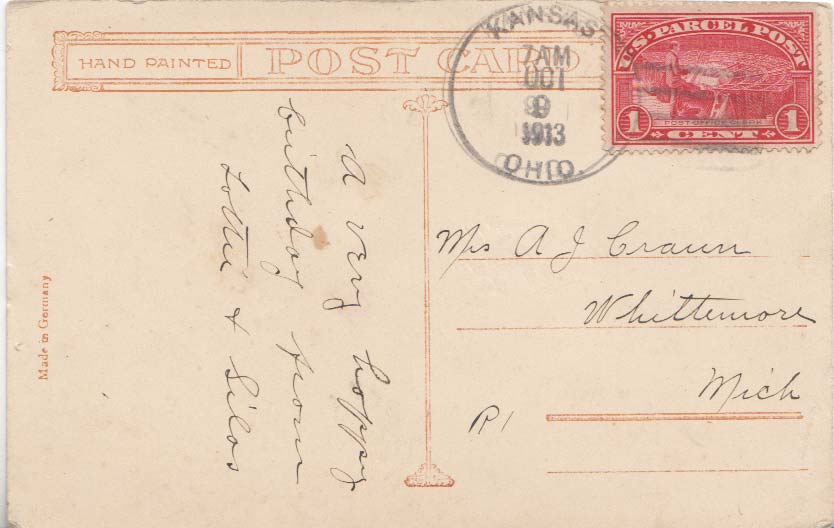 HAND PAINTED
POST CARD
KANSAS
7 AM
OCT
9
1913
OHIO.
U.S. PARCEL POST
POST OFFICE CLERK
1 CENT 1
A very happy
birthday from
Lottie & Silas
Made in Germany
Mrs A J Craun
Whittemore
Mich
R1